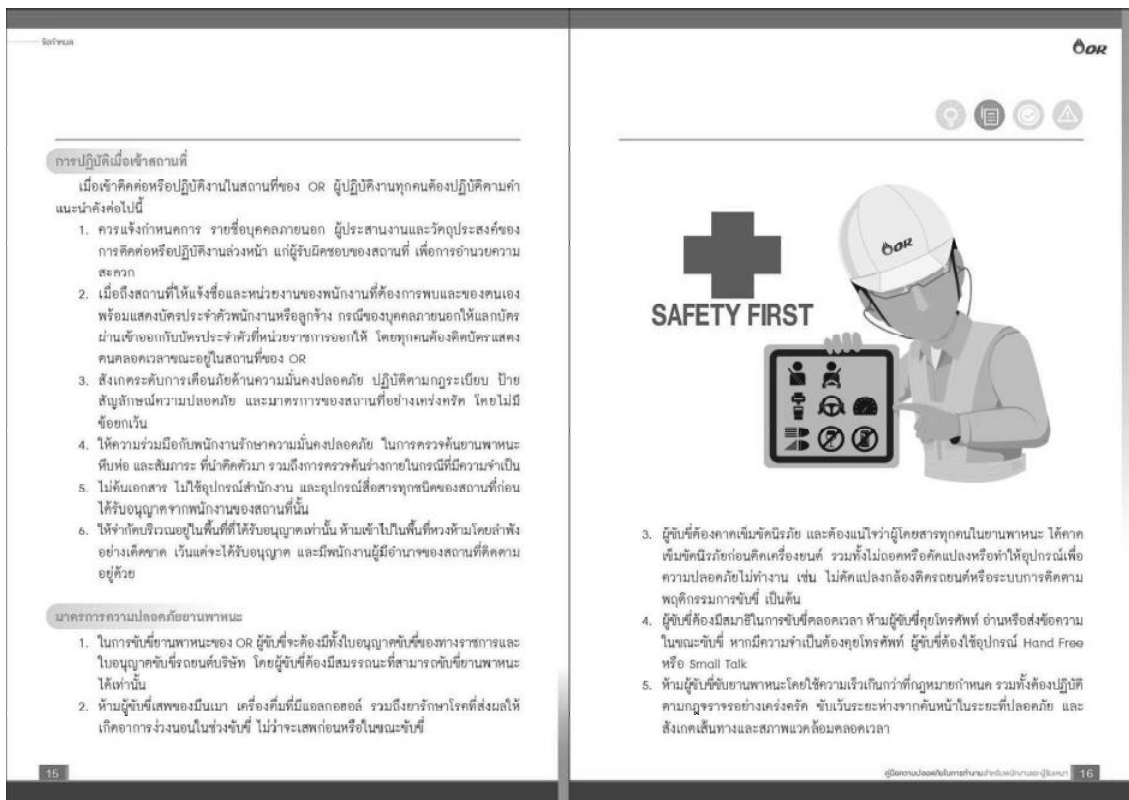 ข้อกำหนด
การปฏิบัติเมื่อเข้าสถานที่
เมื่อเข้าติดต่อหรือปฏิบัติงานในสถานที่ของ OR ผู้ปฏิบัติงานทุกคนต้องปฏิบัติตามคำ
แนะนำดังต่อไปนี้
1. ควรแจ้งกำหนดการ รายชื่อบุคคลภายนอก ผู้ประสานงานและวัตถุประสงค์ของ
การติดต่อหรือปฏิบัติงานล่วงหน้า แก่ผู้รับผิดชอบของสถานที่ เพื่อการอำนวยความ
สะดวก
2. เมื่อถึงสถานที่ให้แจ้งชื่อและหน่วยงานของพนักงานที่ต้องการพบและของตนเอง
พร้อมแสดงบัตรประจำตัวพนักงานหรือลูกจ้าง กรณีของบุคคลภายนอกให้แลกบัตร
ผ่านเข้าออกกับบัตรประจำตัวที่หน่วยราชการออกให้ โดยทุกคนต้องติดบัตรแสดง
ตนตลอดเวลาขณะอยู่ในสถานที่ของ OR
3. สังเกตระดับการเตือนภัยด้านความมั่นคงปลอดภัย ปฏิบัติตามกฎระเบียบ ป้าย
สัญลักษณ์ความปลอดภัย และมาตรการของสถานที่อย่างเคร่งครัด โดยไม่มี
ข้อยกเว้น
4. ให้ความร่วมมือกับพนักงานรักษาความมั่นคงปลอดภัย ในการตรวจค้นยานพาหนะ
หีบห่อ และสัมภาระ ที่นำติดตัวมา รวมถึงการตรวจค้นร่างกายในกรณีที่มีความจำเป็น
5. ไม่ค้นเอกสาร ไม่ใช้อุปกรณ์สำนักงาน และอุปกรณ์สื่อสารทุกชนิดของสถานที่ก่อน
ได้รับอนุญาตจากพนักงานของสถานที่นั้น
6. ให้จำกัดบริเวณอยู่ในพื้นที่ที่ได้รับอนุญาตเท่านั้น ห้ามเข้าไปในพื้นที่หวงห้ามโดยลำพัง
อย่างเด็ดขาด เว้นแต่จะได้รับอนุญาต และมีพนักงานผู้มีอำนาจของสถานที่ติดตาม
อยู่ด้วย
มาตรการความปลอดภัยยานพาหนะ
1. ในการขับขี่ยานพาหนะของ OR ผู้ขับขี่จะต้องมีทั้งใบอนุญาตขับขี่ของทางราชการและ
ใบอนุญาตขับขี่รถยนต์บริษัท โดยผู้ขับขี่ต้องมีสมรรถนะที่สามารถขับขี่ยานพาหนะ
ได้เท่านั้น
2. ห้ามผู้ขับขี่เสพของมึนเมา เครื่องดื่มที่มีแอลกอฮอล์ รวมถึงยารักษาโรคที่ส่งผลให้
เกิดอาการง่วงนอนในช่วงขับขี่ ไม่ว่าจะเสพก่อนหรือในขณะขับขี่
15
OR
OR
SAFETY FIRST
3. ผู้ขับขี่ต้องคาดเข็มขัดนิรภัย และต้องแน่ใจว่าผู้โดยสารทุกคนในยานพาหนะ ได้คาด
เข็มขัดนิรภัยก่อนติดเครื่องยนต์ รวมทั้งไม่ถอดหรือดัดแปลงหรือทำให้อุปกรณ์เพื่อ
ความปลอดภัยไม่ทำงาน เช่น ไม่ดัดแปลงกล้องติดรถยนต์หรือระบบการติดตาม
พฤติกรรมการขับขี่ เป็นต้น
4. ผู้ขับขี่ต้องมีสมาธิในการขับขี่ตลอดเวลา ห้ามผู้ขับขี่คุยโทรศัพท์ อ่านหรือส่งข้อความ
ในขณะขับขี่ หากมีความจำเป็นต้องคุยโทรศัพท์ ผู้ขับขี่ต้องใช้อุปกรณ์ Hand Free
หรือ Small Talk
5. ห้ามผู้ขับขี่ขับยานพาหนะโดยใช้ความเร็วเกินกว่าที่กฎหมายกำหนด รวมทั้งต้องปฏิบัติ
ตามกฎจราจรอย่างเคร่งครัด ขับเว้นระยะห่างจากคันหน้าในระยะที่ปลอดภัย และ
สังเกตเส้นทางและสภาพแวดล้อมตลอดเวลา
คู่มือความปลอดภัยในการทำงานสำหรับพนักงานและผู้รับเหมา 16